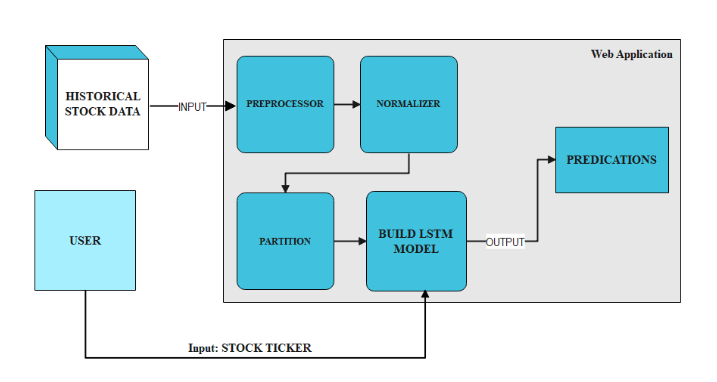 Web Application
HISTORICAL
STOCK DATA
INPUT
PREPROCESSOR
NORMALIZER
PREDICATIONS
USER
PARTITION
BUILD LSTM
MODEL
OUTPUT
Input: STOCK TICKER